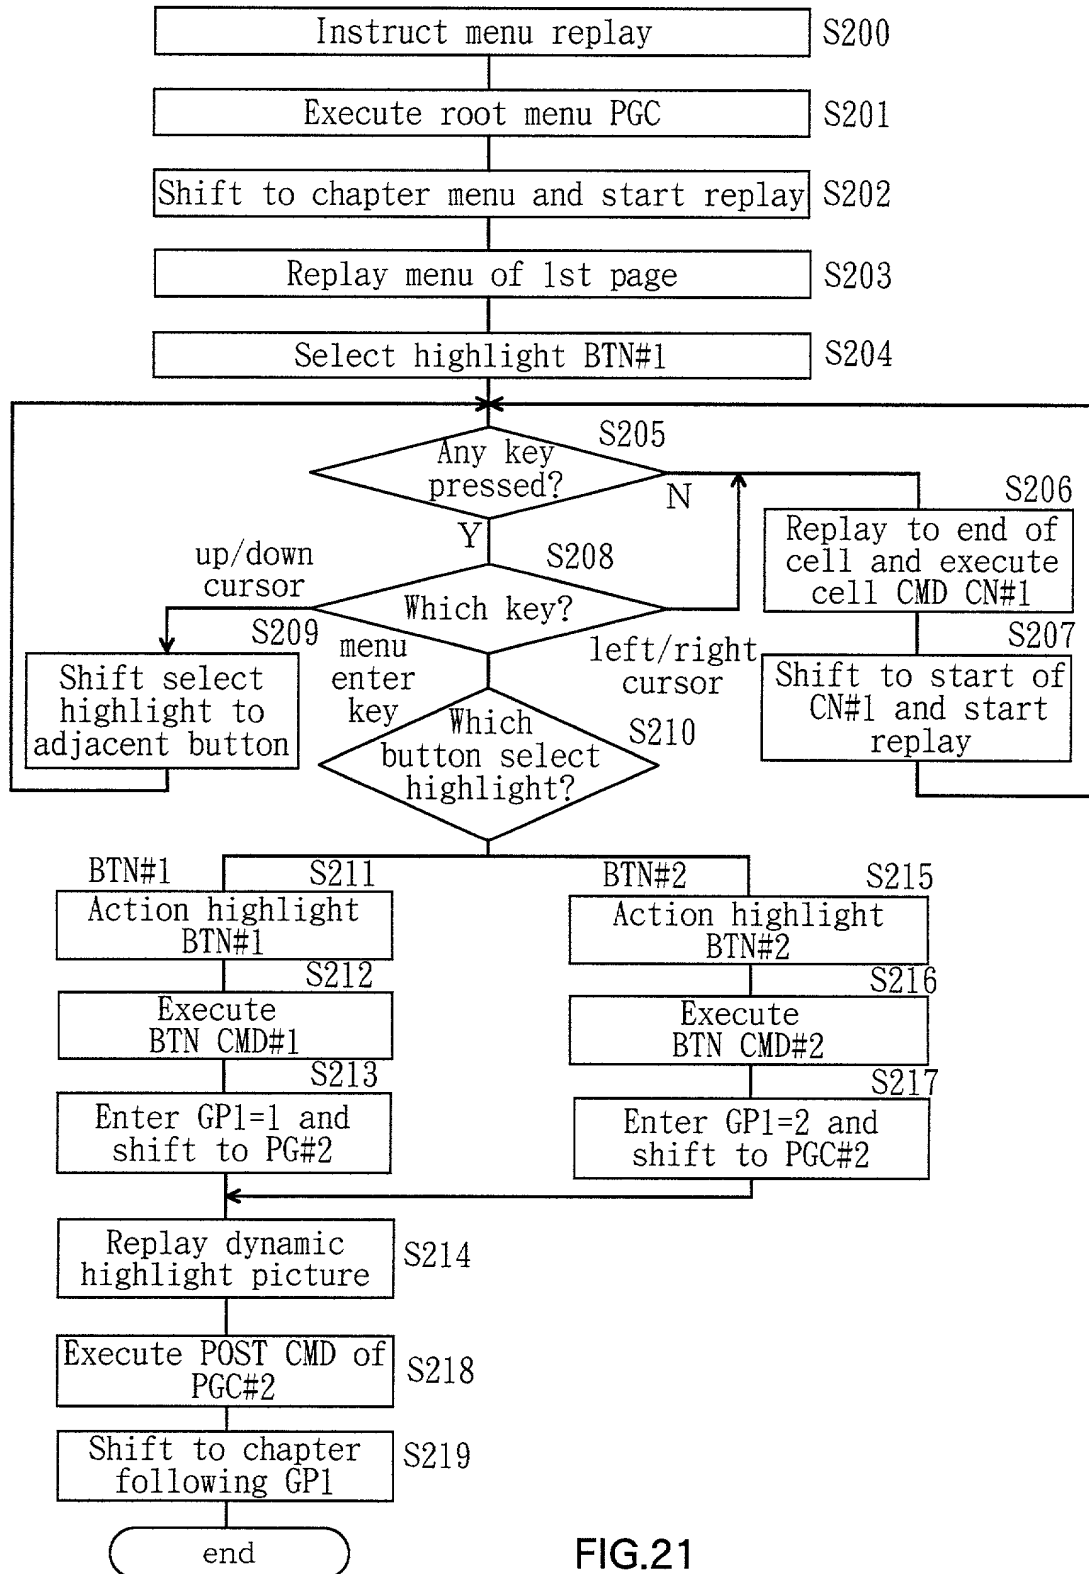 Instruct menu replay
S200
Execute root menu PGC
S201
Shift to chapter menu and start replay
S202
Replay menu of 1st page
S203
Select highlight BTN#1
S204
S205
Any key
pressed?
N
Y
S206
Replay to end of
cell and execute
cell CMD CN#1
S207
Shift to start of
CN#1 and start
replay
S208
Which key?
up/down
cursor
S209
Shift select
highlight to
adjacent button
menu
enter
key
left/right
cursor
S210
Which
button select
highlight?
BTN#1
S211
Action highlight
BTN#1
S212
Execute
BTN CMD#1
S213
Enter GP1=1 and
shift to PG#2
BTN#2
S215
Action highlight
BTN#2
S216
Execute
BTN CMD#2
S217
Enter GP1=2 and
shift to PGC#2
Replay dynamic
highlight picture
S214
Execute POST CMD of
PGC#2
S218
Shift to chapter
following GP1
S219
end
FIG.21